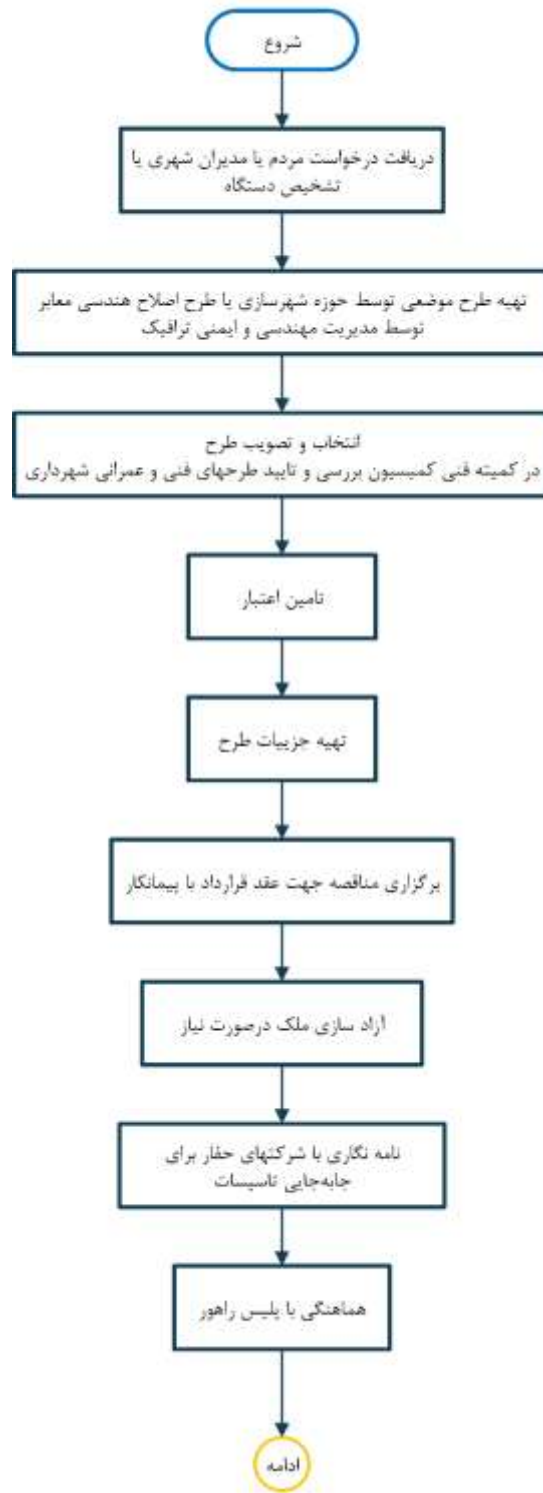 شروع
دریافت درخواست مردم یا مدیران شهری یا
تشخیص دستگاه
تهیه طرح موضعی توسط حوزه شهرسازی یا طرح اصلاح هندسی معابر
توسط مدیریت مهندسی و ایمنی ترافیک
انتخاب و تصویب طرح
در کمیته فنی کمیسیون بررسی و تایید طرحهای فنی و عمرانی شهرداری
تامین اعتبار
تهیه جزییات طرح
برگزاری مناقصه جهت عقد قرارداد با پیمانکار
آزاد سازی ملک درصورت نیاز
نامه نگاری با شرکتهای حفار برای
جابه‌جایی تاسیسات
هماهنگی با پلیس راهور
ادامه